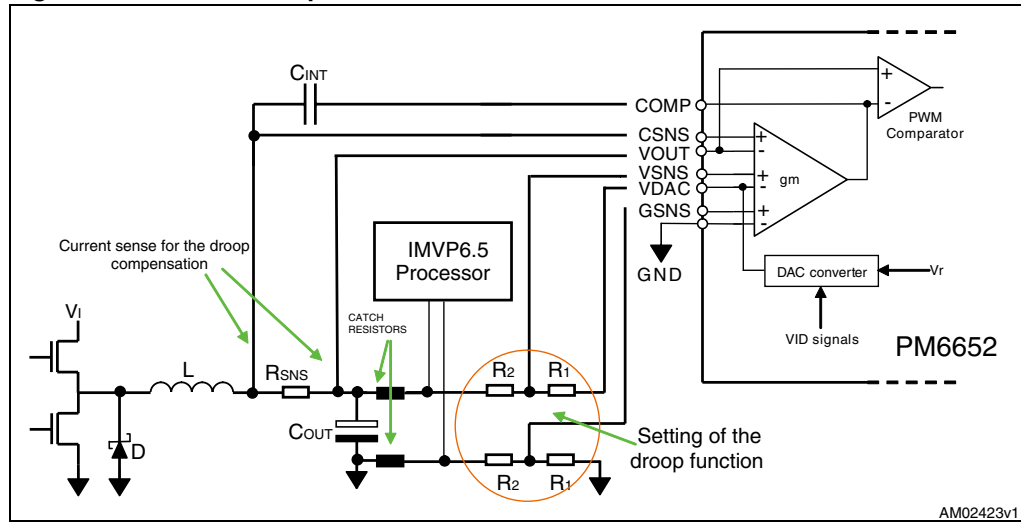 CINT
COMP
CSNS
VOUT
VSNS
VDAC
GSNS
GND
+
-
PWM
Comparator
+
-
+
-
+
-
gm
DAC converter
Vr
VID signals
PM6652
Current sense for the droop
compensation
IMVP6.5
Processor
CATCH
RESISTORS
VI
L
RSNS
R2
R1
COUT
D
Setting of the
droop function
R2
R1
AM02423v1